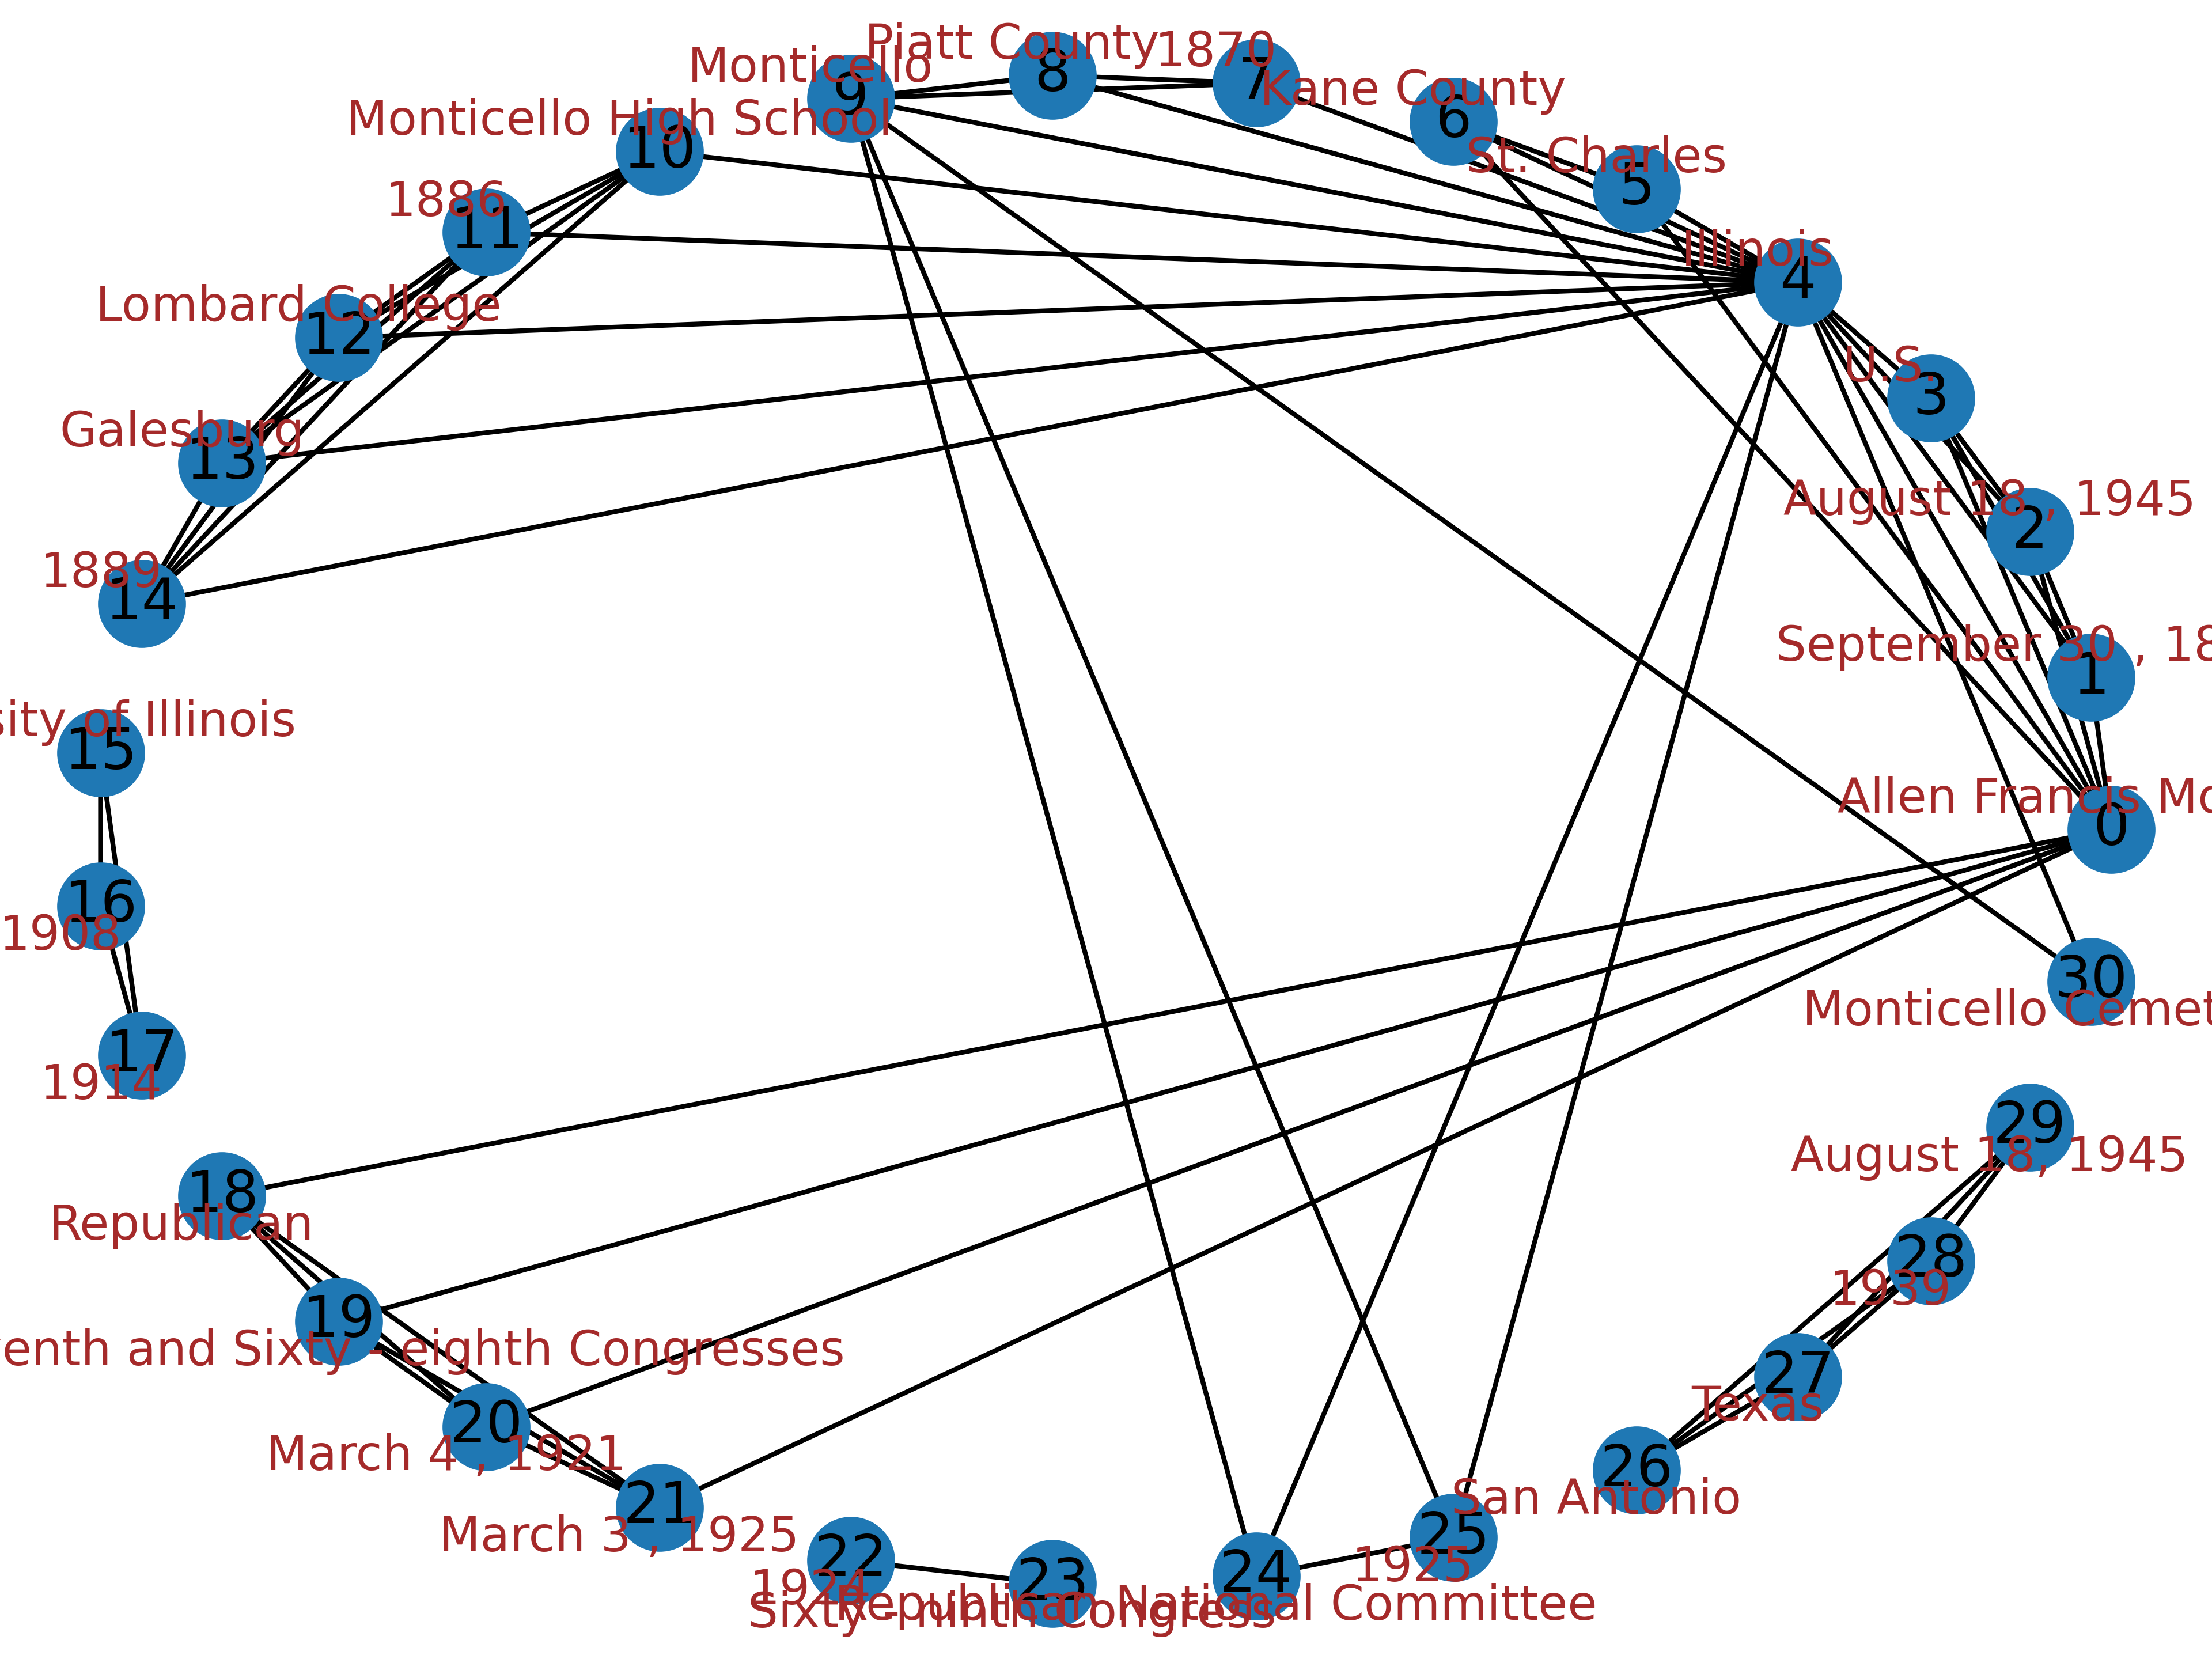 Piatt County
8
1870
7
Monticello
9
Kane County
6
Monticello High School
10
St. Charles
5
1886
11
Illinois
4
Lombard College
12
U.S.
3
Galesburg
13
August 18 , 1945
2
1889
14
September 30 , 18
1
sity of Illinois
15
Allen Francis Mo
0
16
1908
30
Monticello Cemet
17
1914
29
August 18, 1945
18
Republican
28
1939
19
enth and Sixty - eighth Congresses
27
Texas
20
March 4 , 1921
26
San Antonio
21
March 3 , 1925
25
1925
22
1924
23
Sixty - ninth Congress
24
Republican National Committee